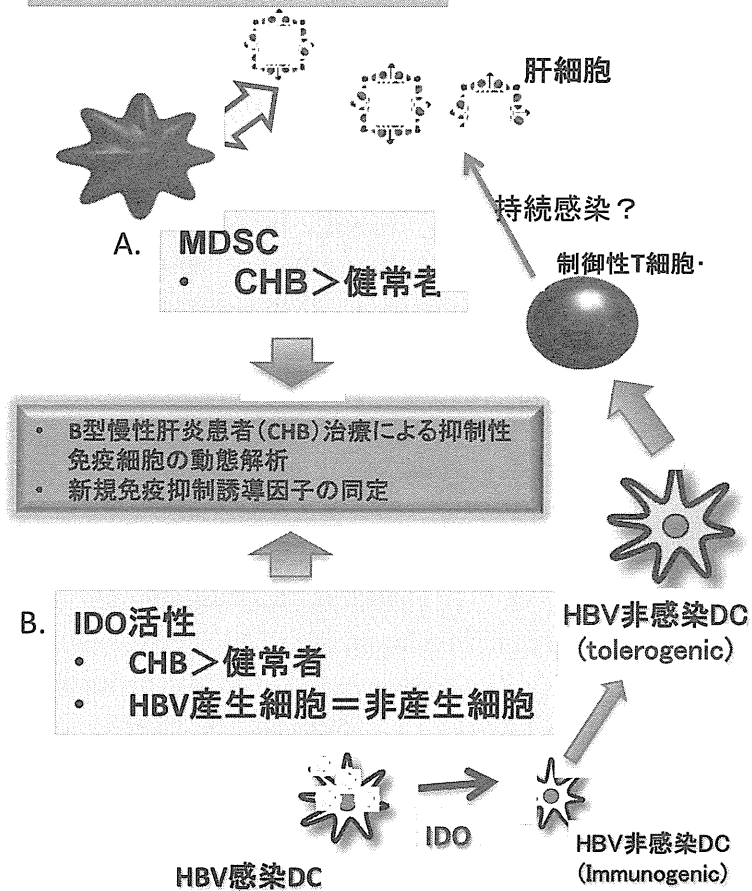 肝細胞
持続感染？
制御性T細胞･
A. MDSC
• CHB＞健常者
• B型慢性肝炎患者（CHB）治療による抑制性
免疫細胞の動態解析
• 新規免疫抑制誘導因子の同定
B. IDO活性
• CHB＞健常者
• HBV産生細胞＝非産生細胞
HBV非感染DC
(tolerogenic)
IDO
HBV感染DC
HBV非感染DC
(Immunogenic)